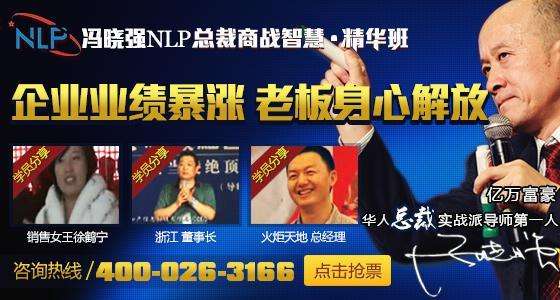 NLP 冯晓强NLP总裁商战智慧·精华班
企业业绩暴涨 老板身心解放
学员分享
学员分享
学员分享
销售女王徐鹤宁
浙江 董事长
火炬天地 总经理
亿万富豪
华人总裁实战派导师第一人
咨询热线/400-026-3166
点击抢票